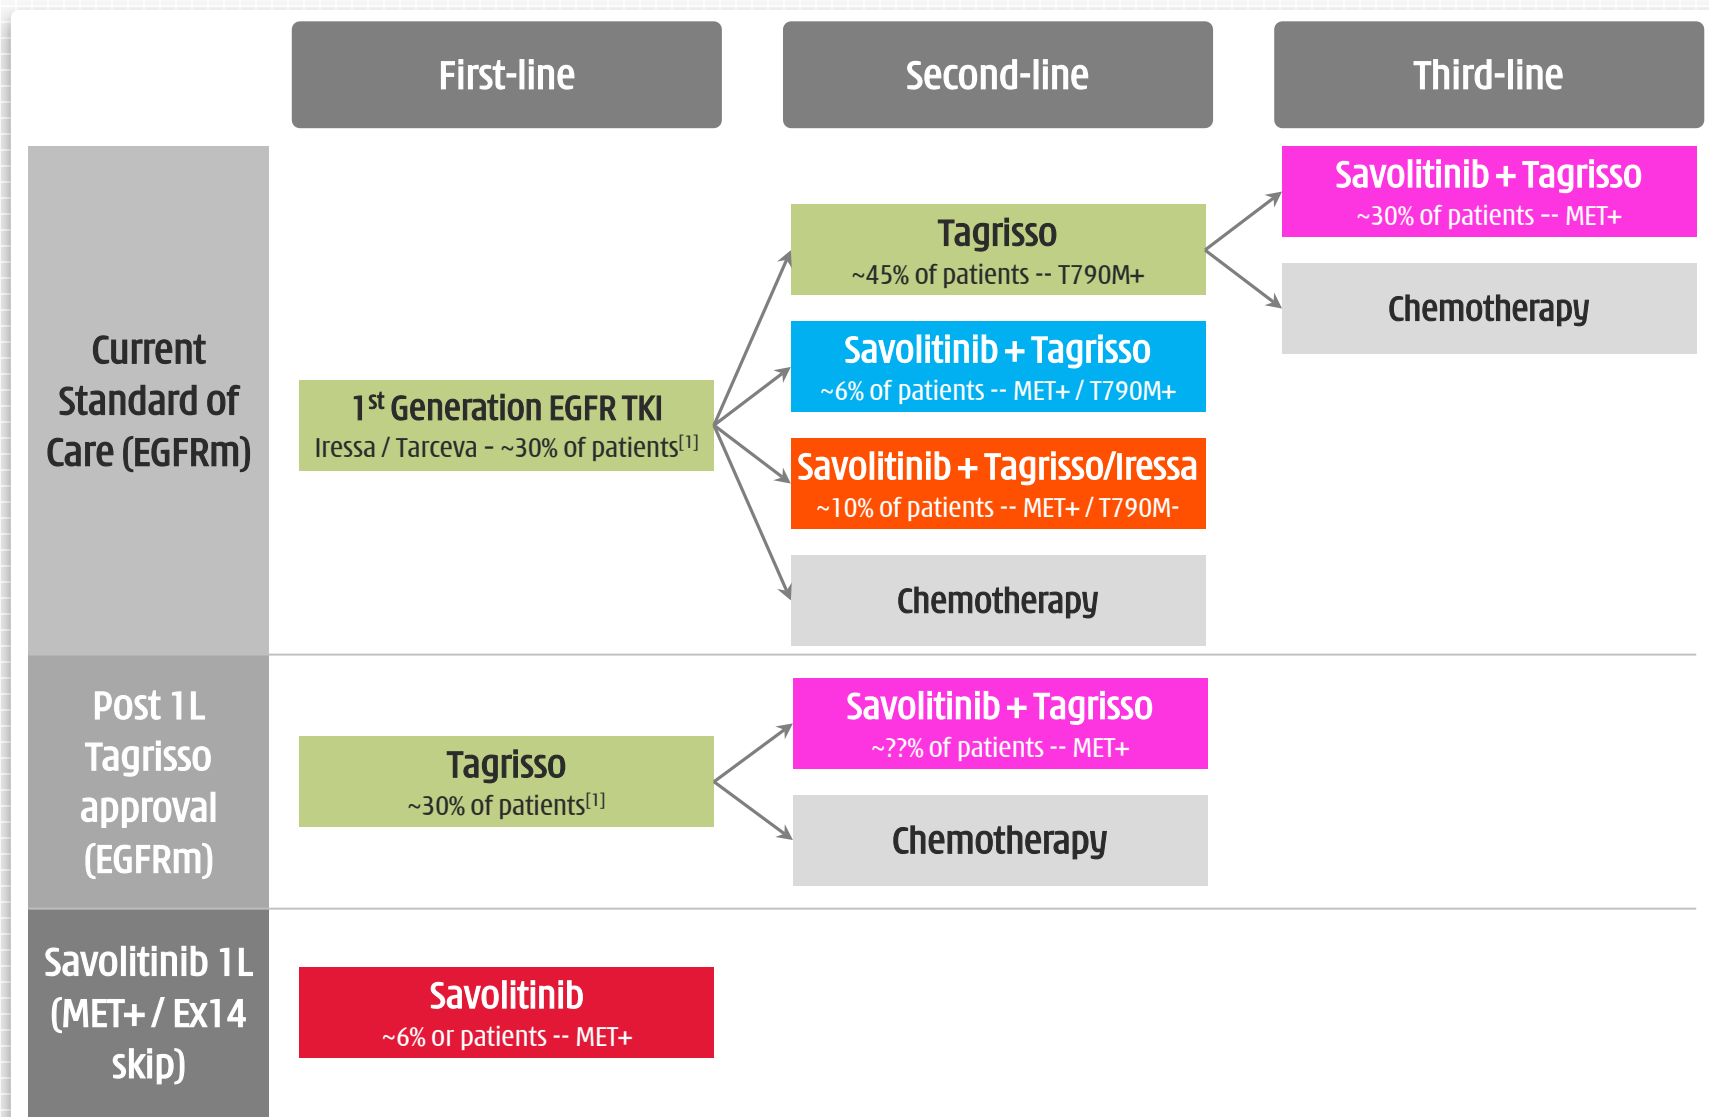 First-line
Second-line
Third-line
Current
Standard of
Care (EGFRm)
1st Generation EGFR TKI
Iressa / Tarceva – ~30% of patients[1]
Tagrisso
~45% of patients -- T790M+
Savolitinib + Tagrisso
~6% of patients -- MET+ / T790M+
Savolitinib + Tagrisso/Iressa
~10% of patients -- MET+ / T790M-
Chemotherapy
Savolitinib + Tagrisso
~30% of patients -- MET+
Chemotherapy
Post 1L
Tagrisso
approval
(EGFRm)
Tagrisso
~30% of patients[1]
Savolitinib + Tagrisso
~??% of patients -- MET+
Chemotherapy
Savolitinib 1L
(MET+ / Ex14
skip)
Savolitinib
~6% or patients -- MET+